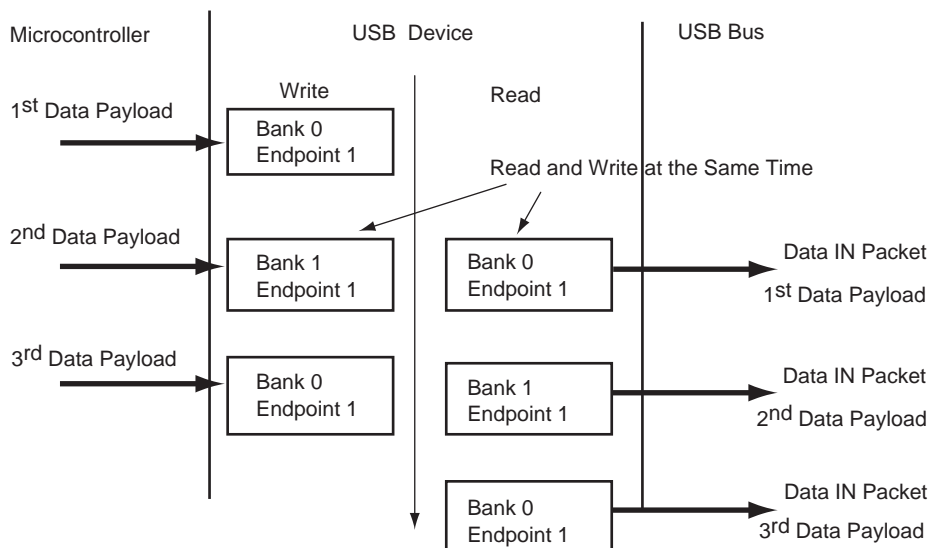 Microcontroller
USB Device
USB Bus
Write
Read
1st Data Payload
Bank 0
Endpoint 1
Read and Write at the Same Time
2nd Data Payload
Bank 1
Endpoint 1
Bank 0
Endpoint 1
Data IN Packet
1st Data Payload
3rd Data Payload
Bank 0
Endpoint 1
Bank 1
Endpoint 1
Data IN Packet
2nd Data Payload
Bank 0
Endpoint 1
Data IN Packet
3rd Data Payload